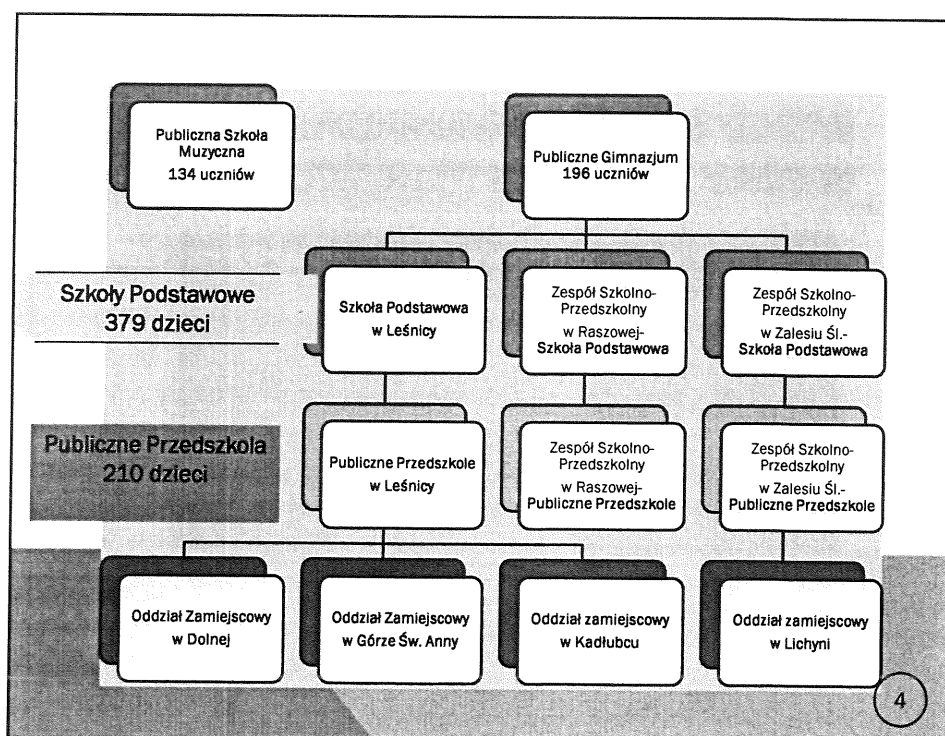 Publiczna Szkoła
Muzyczna
134 uczniów
Publiczne Gimnazjum
196 uczniów
Szkoły Podstawowe
379 dzieci
Szkoła Podstawowa
w Leśnicy
Zespół Szkolno-
Przedszkolny
w Raszowej-
Szkoła Podstawowa
Zespół Szkolno-
Przedszkolny
w Zalesiu Śl.-
Szkoła Podstawowa
Publiczne Przedszkola
210 dzieci
Publiczne Przedszkole
w Leśnicy
Zespół Szkolno-
Przedszkolny
w Raszowej-
Publiczne Przedszkole
Zespół Szkolno-
Przedszkolny
w Zalesiu Śl.-
Publiczne Przedszkole
Oddział Zamiejscowy
w Dolnej
Oddział Zamiejscowy
w Górze Św. Anny
Oddział zamiejscowy
w Kadłubcu
Oddział zamiejscowy
w Lichyni
4